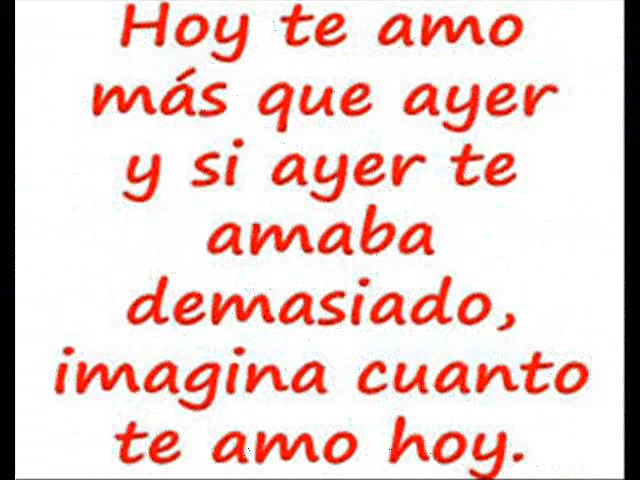 Hoy te amo
más que ayer
y si ayer te
amaba
demasiado,
imagina cuanto
te amo hoy.